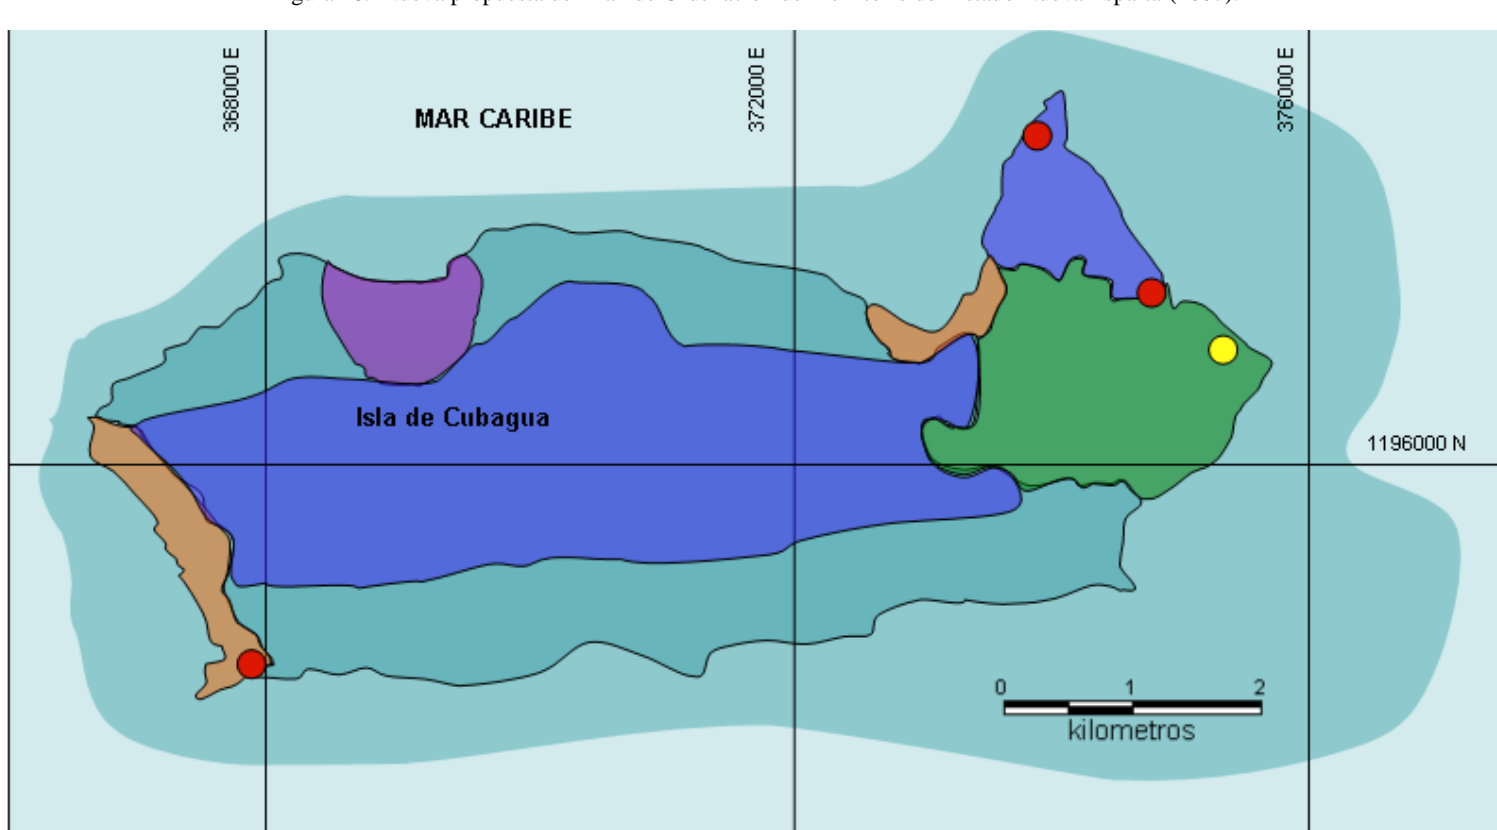 368000 E
372000 E
376000 E
MAR CARIBE
Isla de Cubagua
1196000 N
0 1 2
kilometros